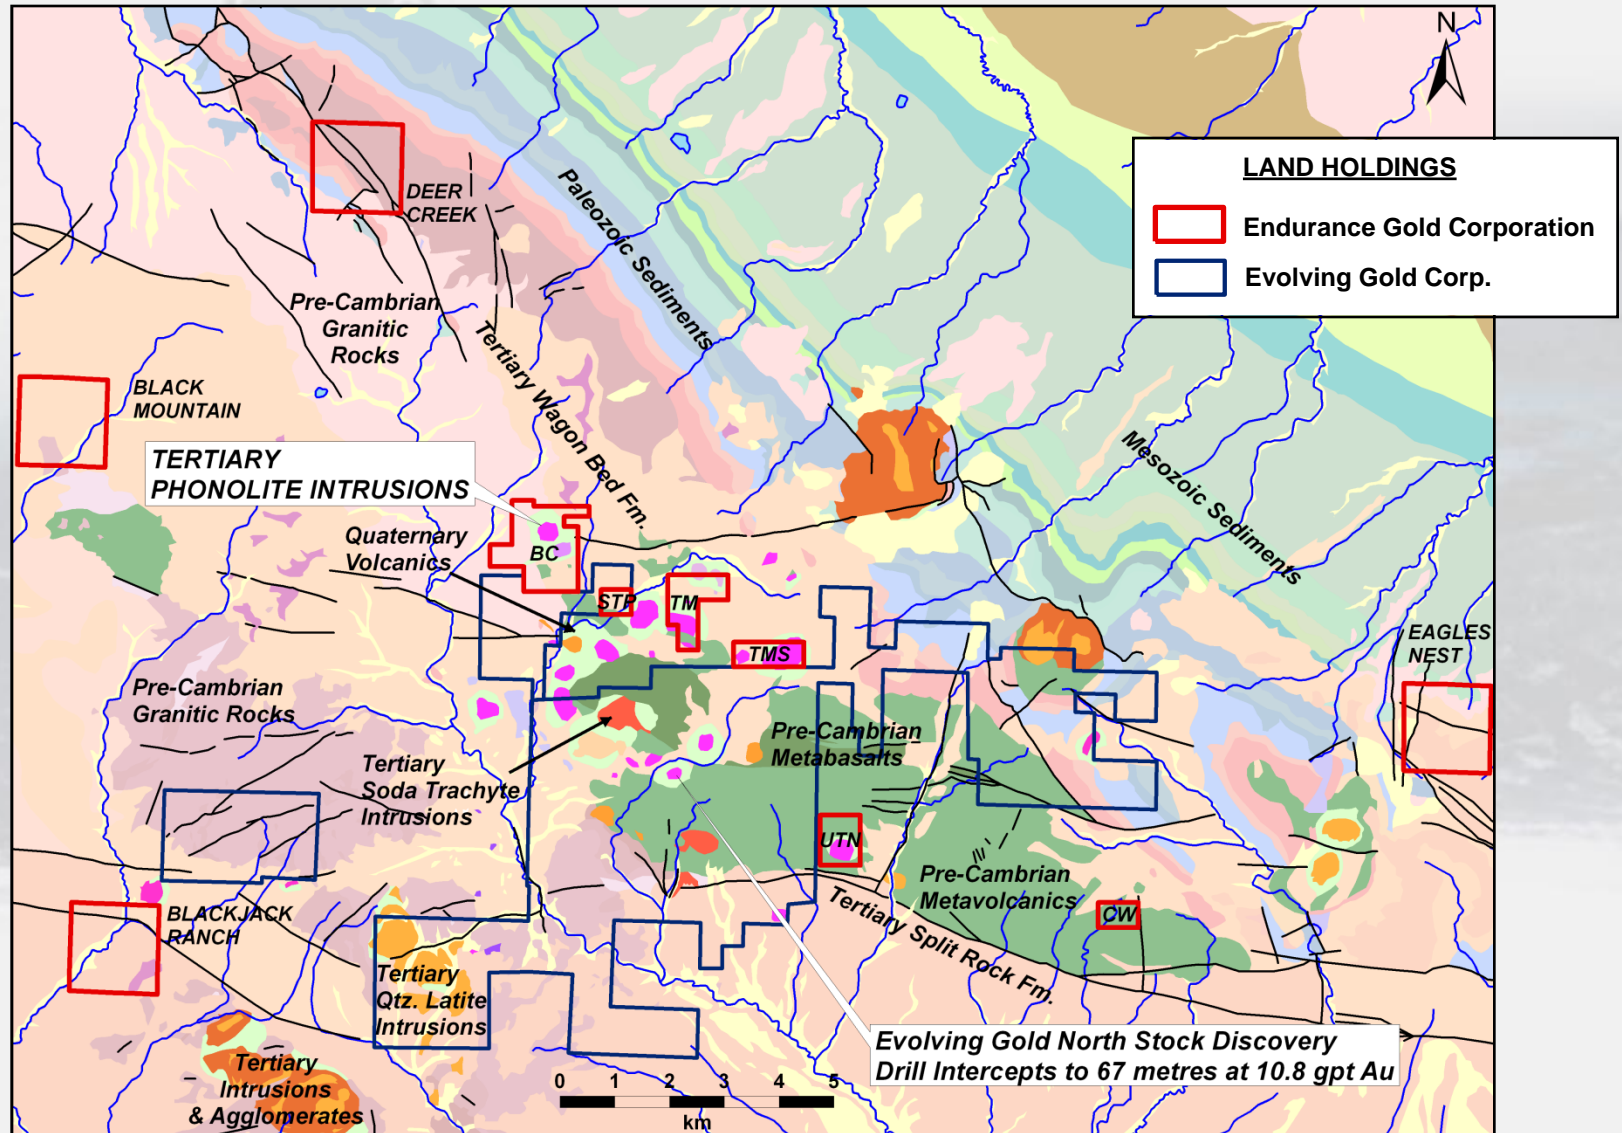 N
LAND HOLDINGS
Endurance Gold Corporation
Evolving Gold Corp.
DEER
CREEK
Paleozoic Sediments
Pre-Cambrian
Granitic
Rocks
Tertiary Wagon Bed Fm.
BLACK
MOUNTAIN
TERTIARY
PHONOLITE INTRUSIONS
Mesozoic Sediments
Quaternary
Volcanics
BC
STP
TM
TMS
EAGLES
NEST
Pre-Cambrian
Granitic Rocks
Pre-Cambrian
Metabasalts
Tertiary
Soda Trachyte
Intrusions
UTN
Pre-Cambrian
Metavolcanics
CW
BLACKJACK
RANCH
Tertiary Split Rock Fm.
Tertiary
Qtz. Latite
Intrusions
Evolving Gold North Stock Discovery
Drill Intercepts to 67 metres at 10.8 gpt Au
Tertiary
Intrusions
& Agglomerates
0 1 2 3 4 5
km